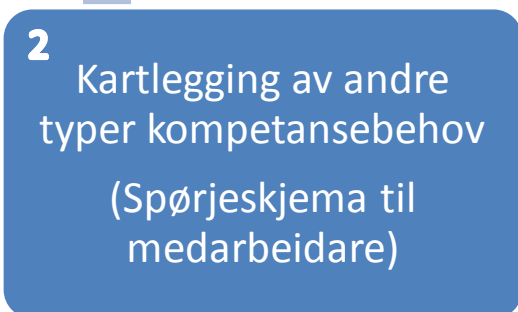 2
Kartlegging av andre
typer kompetansebehov
(Spørjeskjema til
medarbeidare)